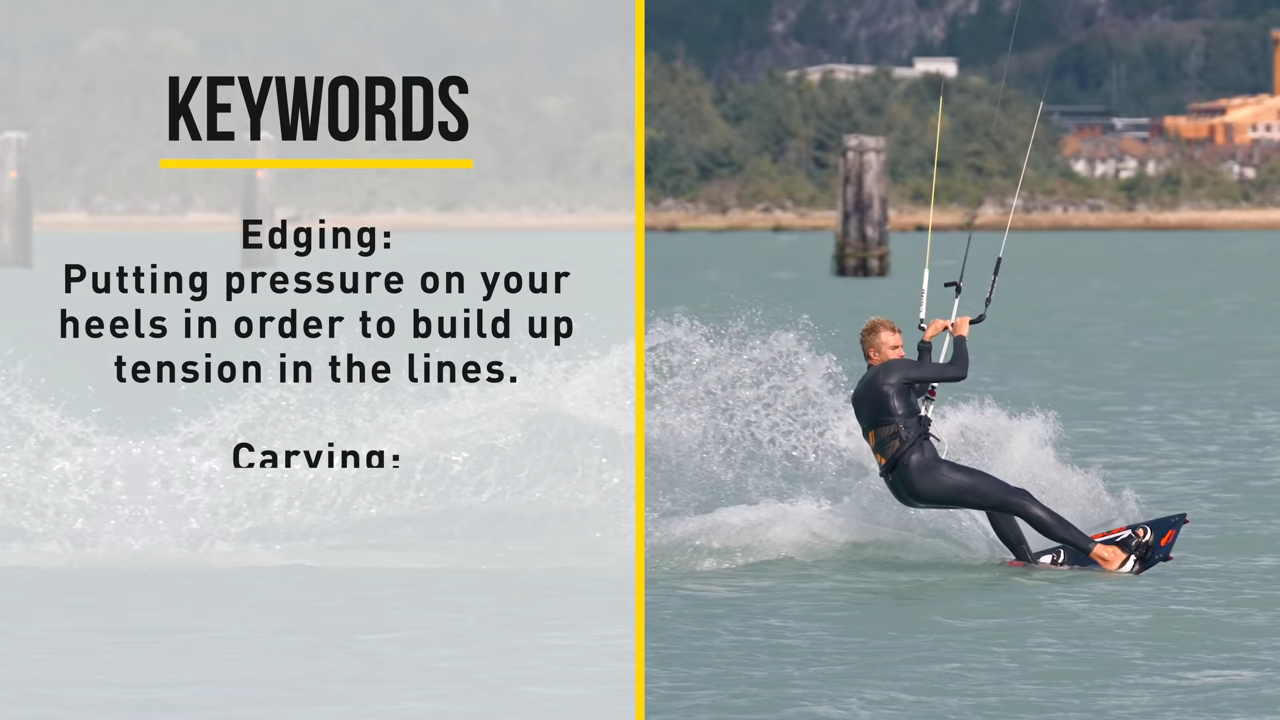 KEYWORDS
Edging:
Putting pressure on your
heels in order to build up
tension in the lines.
Carving: